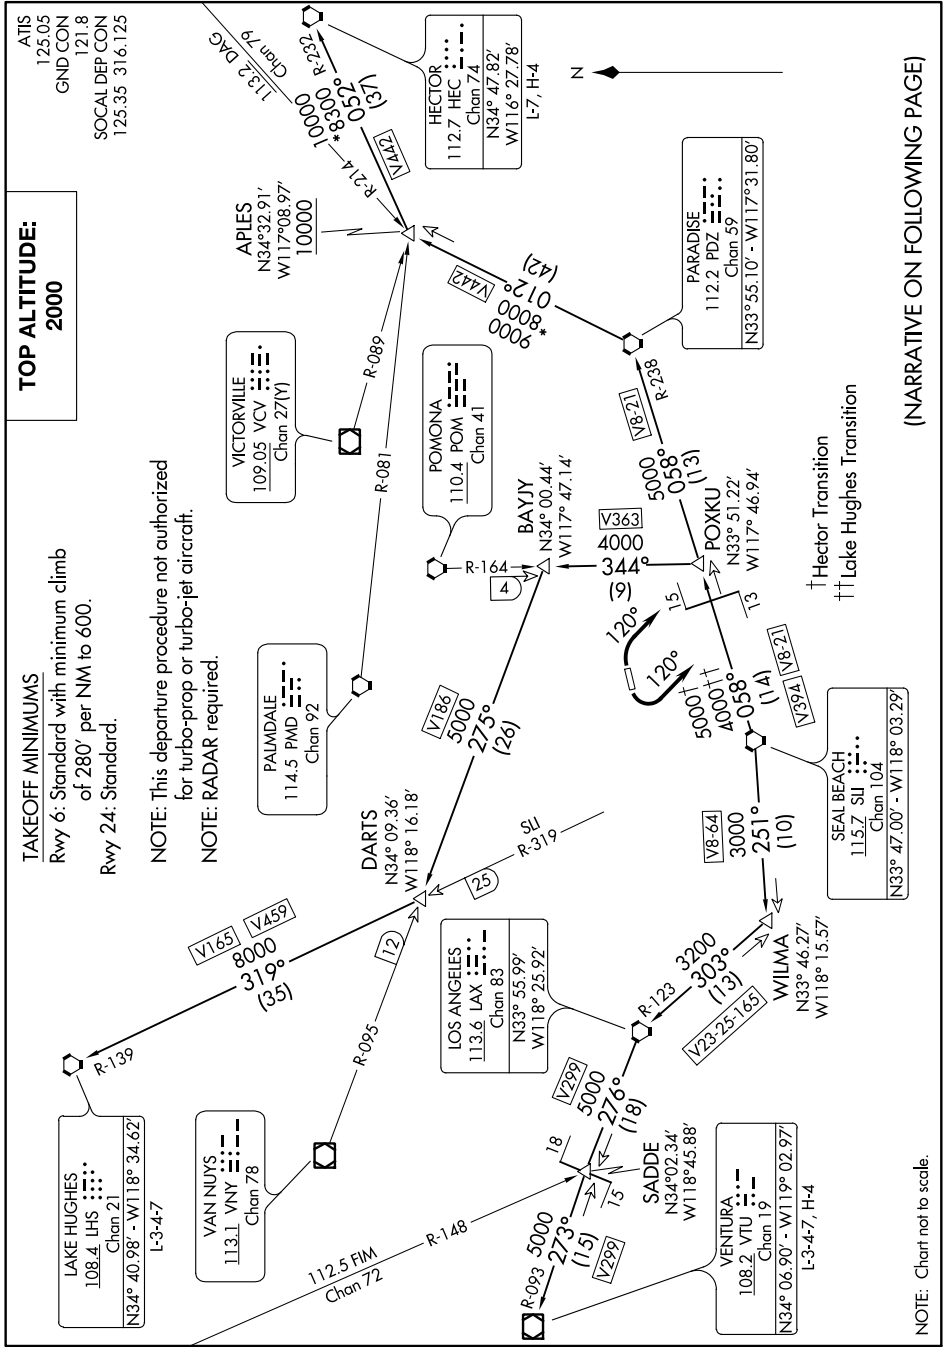 TOP ALTITUDE:
2000
ATIS
125.05
GND CON
121.8
SOCAL DEP CON
125.35 316.125
TAKEOFF MINIMUMS
Rwy 6: Standard with minimum climb
of 280' per NM to 600.
Rwy 24: Standard.
NOTE: This departure procedure not authorized
for turbo-prop or turbo-jet aircraft.
NOTE: RADAR required.
LAKE HUGHES
108.4 LHS
Chan 21
N34° 40.98' - W118° 34.62'
L-3-4-7
R-139
V165
V459
8000
319°
(35)
VAN NUYS
113.1 VNY
Chan 78
R-095
12
DARTS
N34° 09.36'
W118° 16.18'
25
SLI
R-319
PALMDALE
114.5 PMD
Chan 92
R-081
VICTORVILLE
109.05 VCV
Chan 27(Y)
R-089
APLES
N34°32.91'
W117°08.97'
10000
113.2 DAG
Chan 79
R-214
R-232
10000
*8300
052°
(37)
V442
HECTOR
112.7 HEC
Chan 74
N34° 47.82'
W116° 27.78'
L-7, H-4
N
POMONA
110.4 POM
Chan 41
R-164
4
BAYJY
N34° 00.44'
W117° 47.14'
V186
5000
275°
(26)
V442
9000
*8000
012°
(42)
PARADISE
112.2 PDZ
Chan 59
N33°55.10' - W117°31.80'
R-238
V8-21
5000
058°
(13)
V363
4000
344°
(9)
POXKU
N33° 51.22'
W117° 46.94'
15
13
120°
120°
5000†
4000††
058°
(14)
V394
V8-21
†Hector Transition
††Lake Hughes Transition
SEAL BEACH
115.7 SLI
Chan 104
N33° 47.00' - W118° 03.29'
V8-64
3000
251°
(10)
WILMA
N33° 46.27'
W118° 15.57'
3200
303°
(13)
V23-25-165
R-123
LOS ANGELES
113.6 LAX
Chan 83
N33° 55.99'
W118° 25.92'
V299
5000
276°
(18)
18
15
SADDE
N34°02.34'
W118°45.88'
112.5 FIM
Chan 72
R-148
R-093
5000
273°
(15)
V299
VENTURA
108.2 VTU
Chan 19
N34° 06.90' - W119° 02.97'
L-3-4-7, H-4
NOTE: Chart not to scale.
(NARRATIVE ON FOLLOWING PAGE)